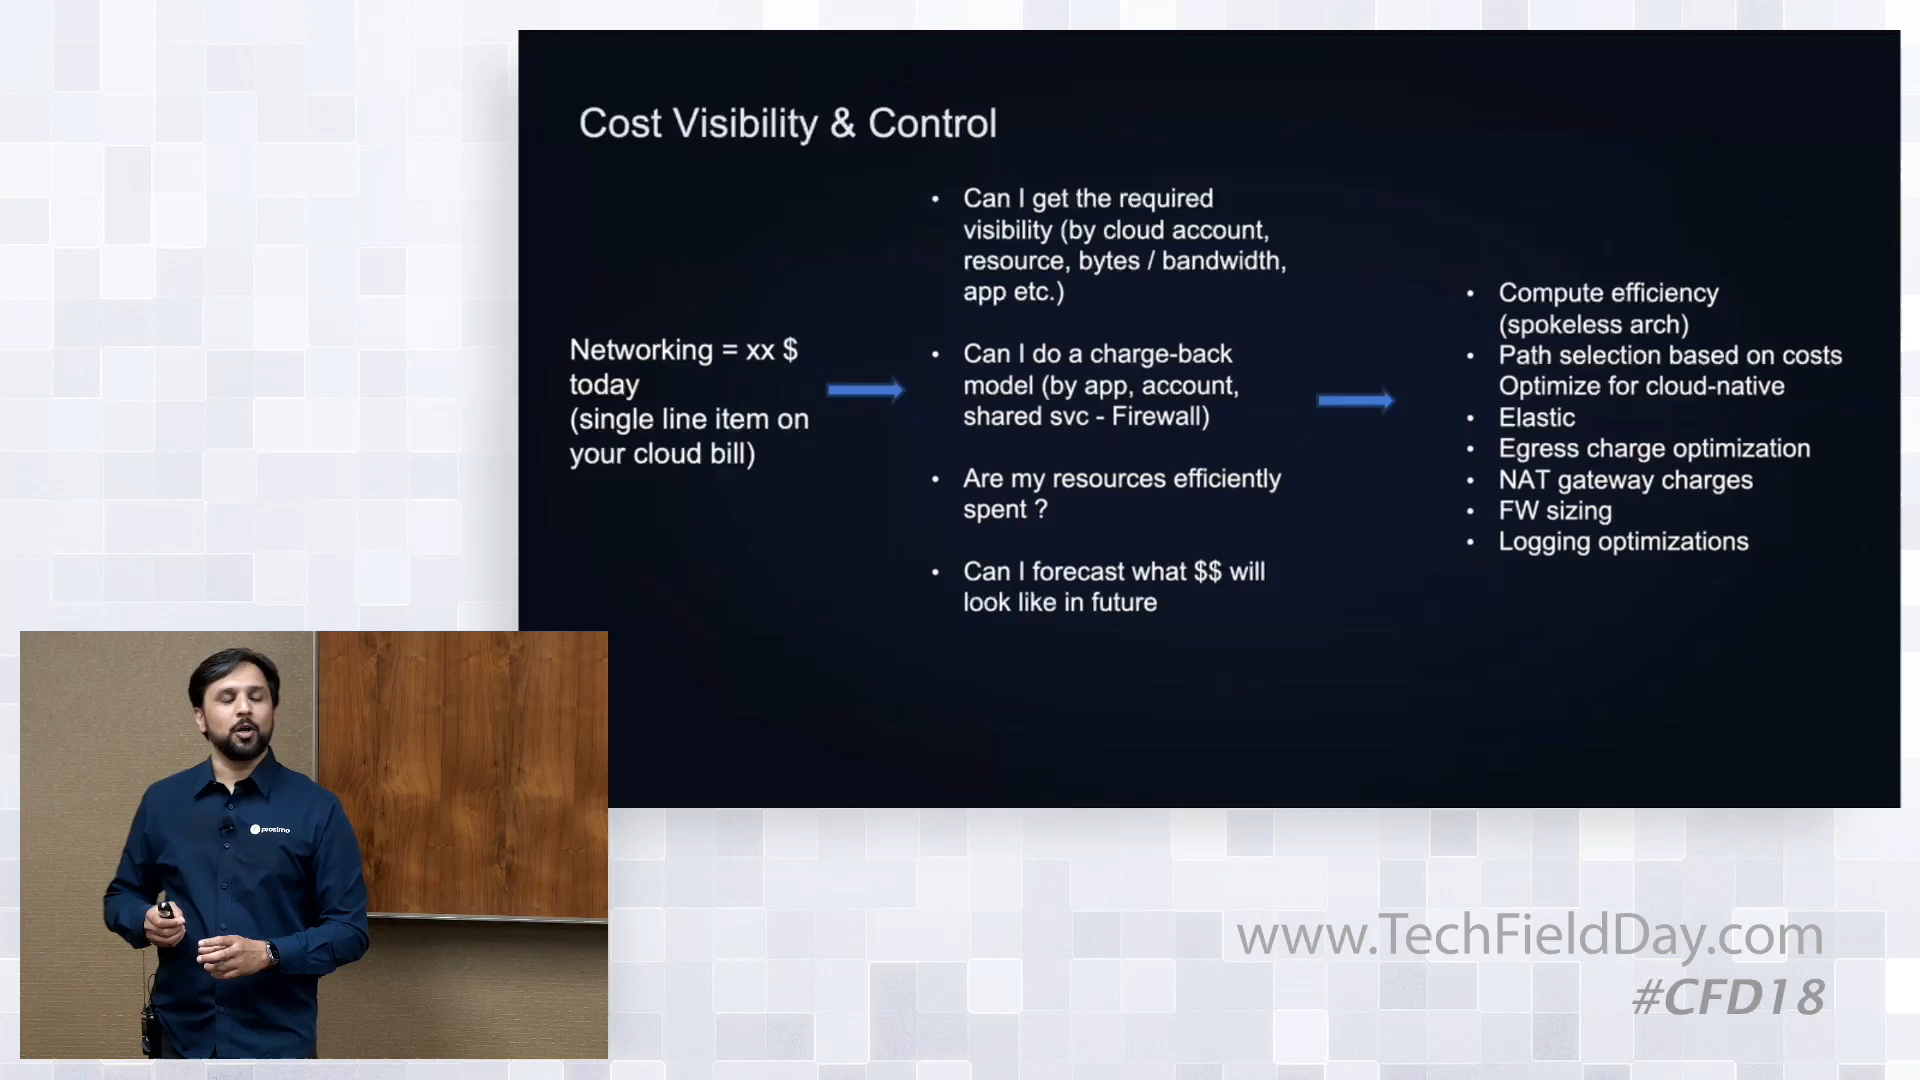 Cost Visibility & Control
Networking = xx $
today
(single line item on
your cloud bill)
• Can I get the required
visibility (by cloud account,
resource, bytes / bandwidth,
app etc.)
• Can I do a charge-back
model (by app, account,
shared svc - Firewall)
• Are my resources efficiently
spent ?
• Can I forecast what $$ will
look like in future
• Compute efficiency
(spokeless arch)
• Path selection based on costs
Optimize for cloud-native
• Elastic
• Egress charge optimization
• NAT gateway charges
• FW sizing
• Logging optimizations
prosimo
www.TechFieldDay.com
#CFD18